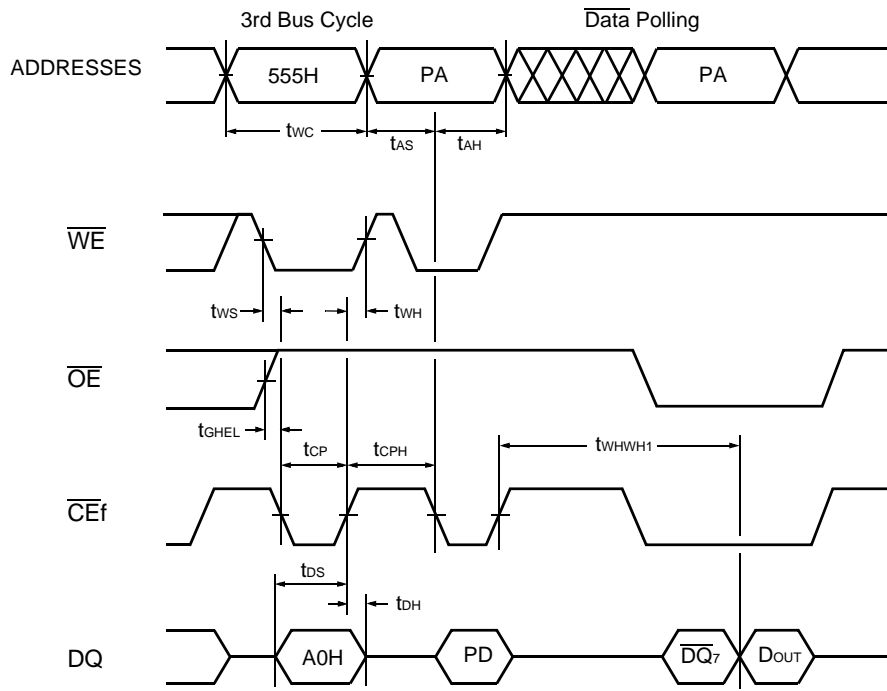 3rd Bus Cycle Data Polling
ADDRESSES 555H PA PA
tWC tAS tAH
WE
tWS tWH
OE
tGHEL tCP tCPH tWHWH1
CEf
tDS tDH
DQ A0H PD DQ7 DOUT